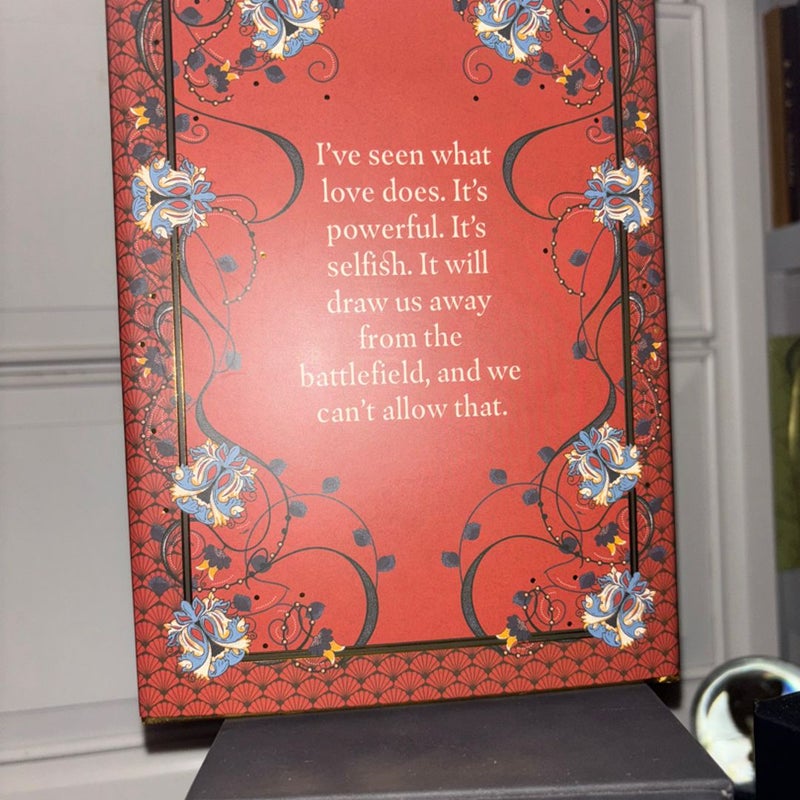 I've seen what
love does. It's
powerful. It's
selfish. It will
draw us away
from the
battlefield, and we
can't allow that.